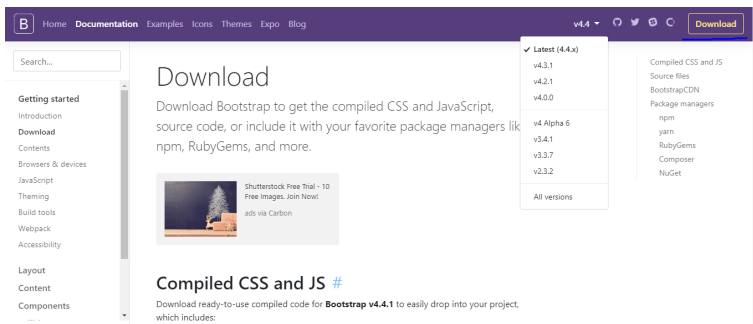 B Home Documentation Examples Icons Themes Expo Blog v4.4 Download
Search...
Getting started
Introduction
Download
Contents
Browsers & devices
JavaScript
Theming
Build tools
Webpack
Accessibility
Layout
Content
Components
Download
Download Bootstrap to get the compiled CSS and JavaScript,
source code, or include it with your favorite package managers lik
npm, RubyGems, and more.
Shutterstock Free Trial - 10
Free Images. Join Now!
ads via Carbon
Compiled CSS and JS #
Download ready-to-use compiled code for Bootstrap v4.4.1 to easily drop into your project,
which includes:
Latest (4.4.x)
v4.3.1
v4.2.1
v4.0.0
v4 Alpha 6
v3.4.1
v3.3.7
v2.3.2
All versions
Compiled CSS and JS
Source files
BootstrapCDN
Package managers
npm
yarn
RubyGems
Composer
NuGet